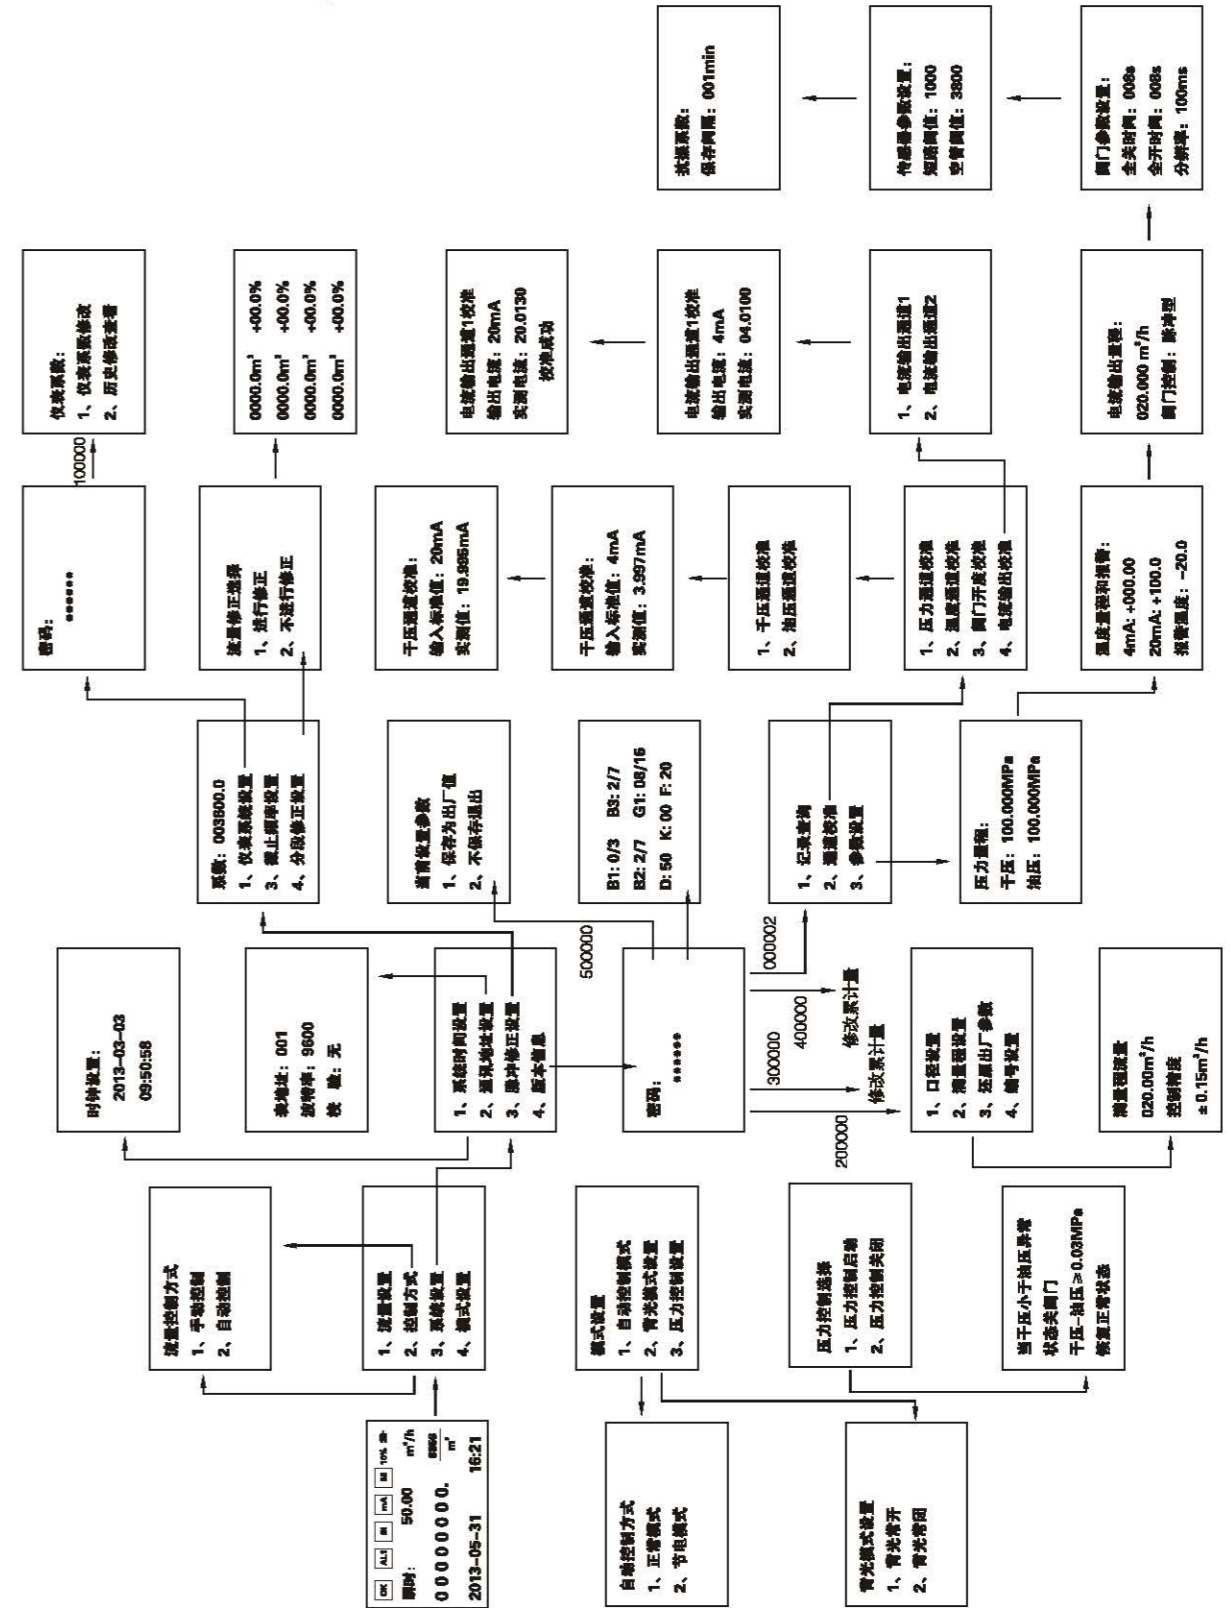 OK AL1 BI mA M 10%
瞬时: 50.00 m³/h
0 0 0 0 0 0 0 0. m³
2013-05-31 16:21
1、流量设置
2、控制方式
3、系统设置
4、模式设置
流量控制方式
1、手动控制
2、自动控制
自动控制方式
1、正常模式
2、节电模式
模式设置
1、自动控制模式
2、背光模式设置
3、压力控制设置
背光模式设置
1、背光常开
2、背光常闭
压力控制选择
1、压力控制启动
2、压力控制关闭
当干压小于油压异常
状态关阀门
干压-油压≥0.03MPa
恢复正常状态
时钟设置:
2013-03-03
09:50:58
表地址: 001
波特率: 9600
校 验: 无
1、系统时间设置
2、通讯地址设置
3、脉冲修正设置
4、版本信息
密码:
******
500000
000002
400000
修改累计量
300000
修改累计量
200000
1、口径设置
2、满量程设置
3、还原出厂参数
4、编号设置
满量程流量
020.00m³/h
控制精度
±0.15m³/h
系数: 003600.0
1、仪表系统设置
3、截止频率设置
4、分段修正设置
当前设置参数
1、保存为出厂值
2、不保存退出
B1: 0/3 B3: 2/7
B2: 2/7 G1: 08/16
D: 50 K: 00 F: 20
1、记录查询
2、通道校准
3、参数设置
压力量程:
干压: 100.000MPa
油压: 100.000MPa
密码:
******
100000
流量修正选择
1、进行修正
2、不进行修正
干压通道校准:
输入标准值: 20mA
实测值: 19.995mA
干压通道校准:
输入标准值: 4mA
实测值: 3.997mA
1、干压通道校准
2、油压通道校准
1、压力通道校准
2、温度通道校准
3、阀门开度校准
4、电流输出校准
温度量程和报警:
4mA: +000.00
20mA: +100.0
报警温度: -20.0
仪表系数:
1、仪表系数修改
2、历史修改查看
0000.0m³ +00.0%
0000.0m³ +00.0%
0000.0m³ +00.0%
0000.0m³ +00.0%
电流输出通道1校准
输出电流: 20mA
实测电流: 20.0130
校准成功
电流输出通道1校准
输出电流: 4mA
实测电流: 04.0100
1、电流输出通道1
2、电流输出通道2
电流输出量程:
020.000 m³/h
阀门控制: 脉冲型
抗振系数:
保存间隔: 001min
传感器参数设置:
短路阀值: 1000
空管阀值: 3800
阀门参数设置:
全关时间: 008s
全开时间: 008s
分辨率: 100ms